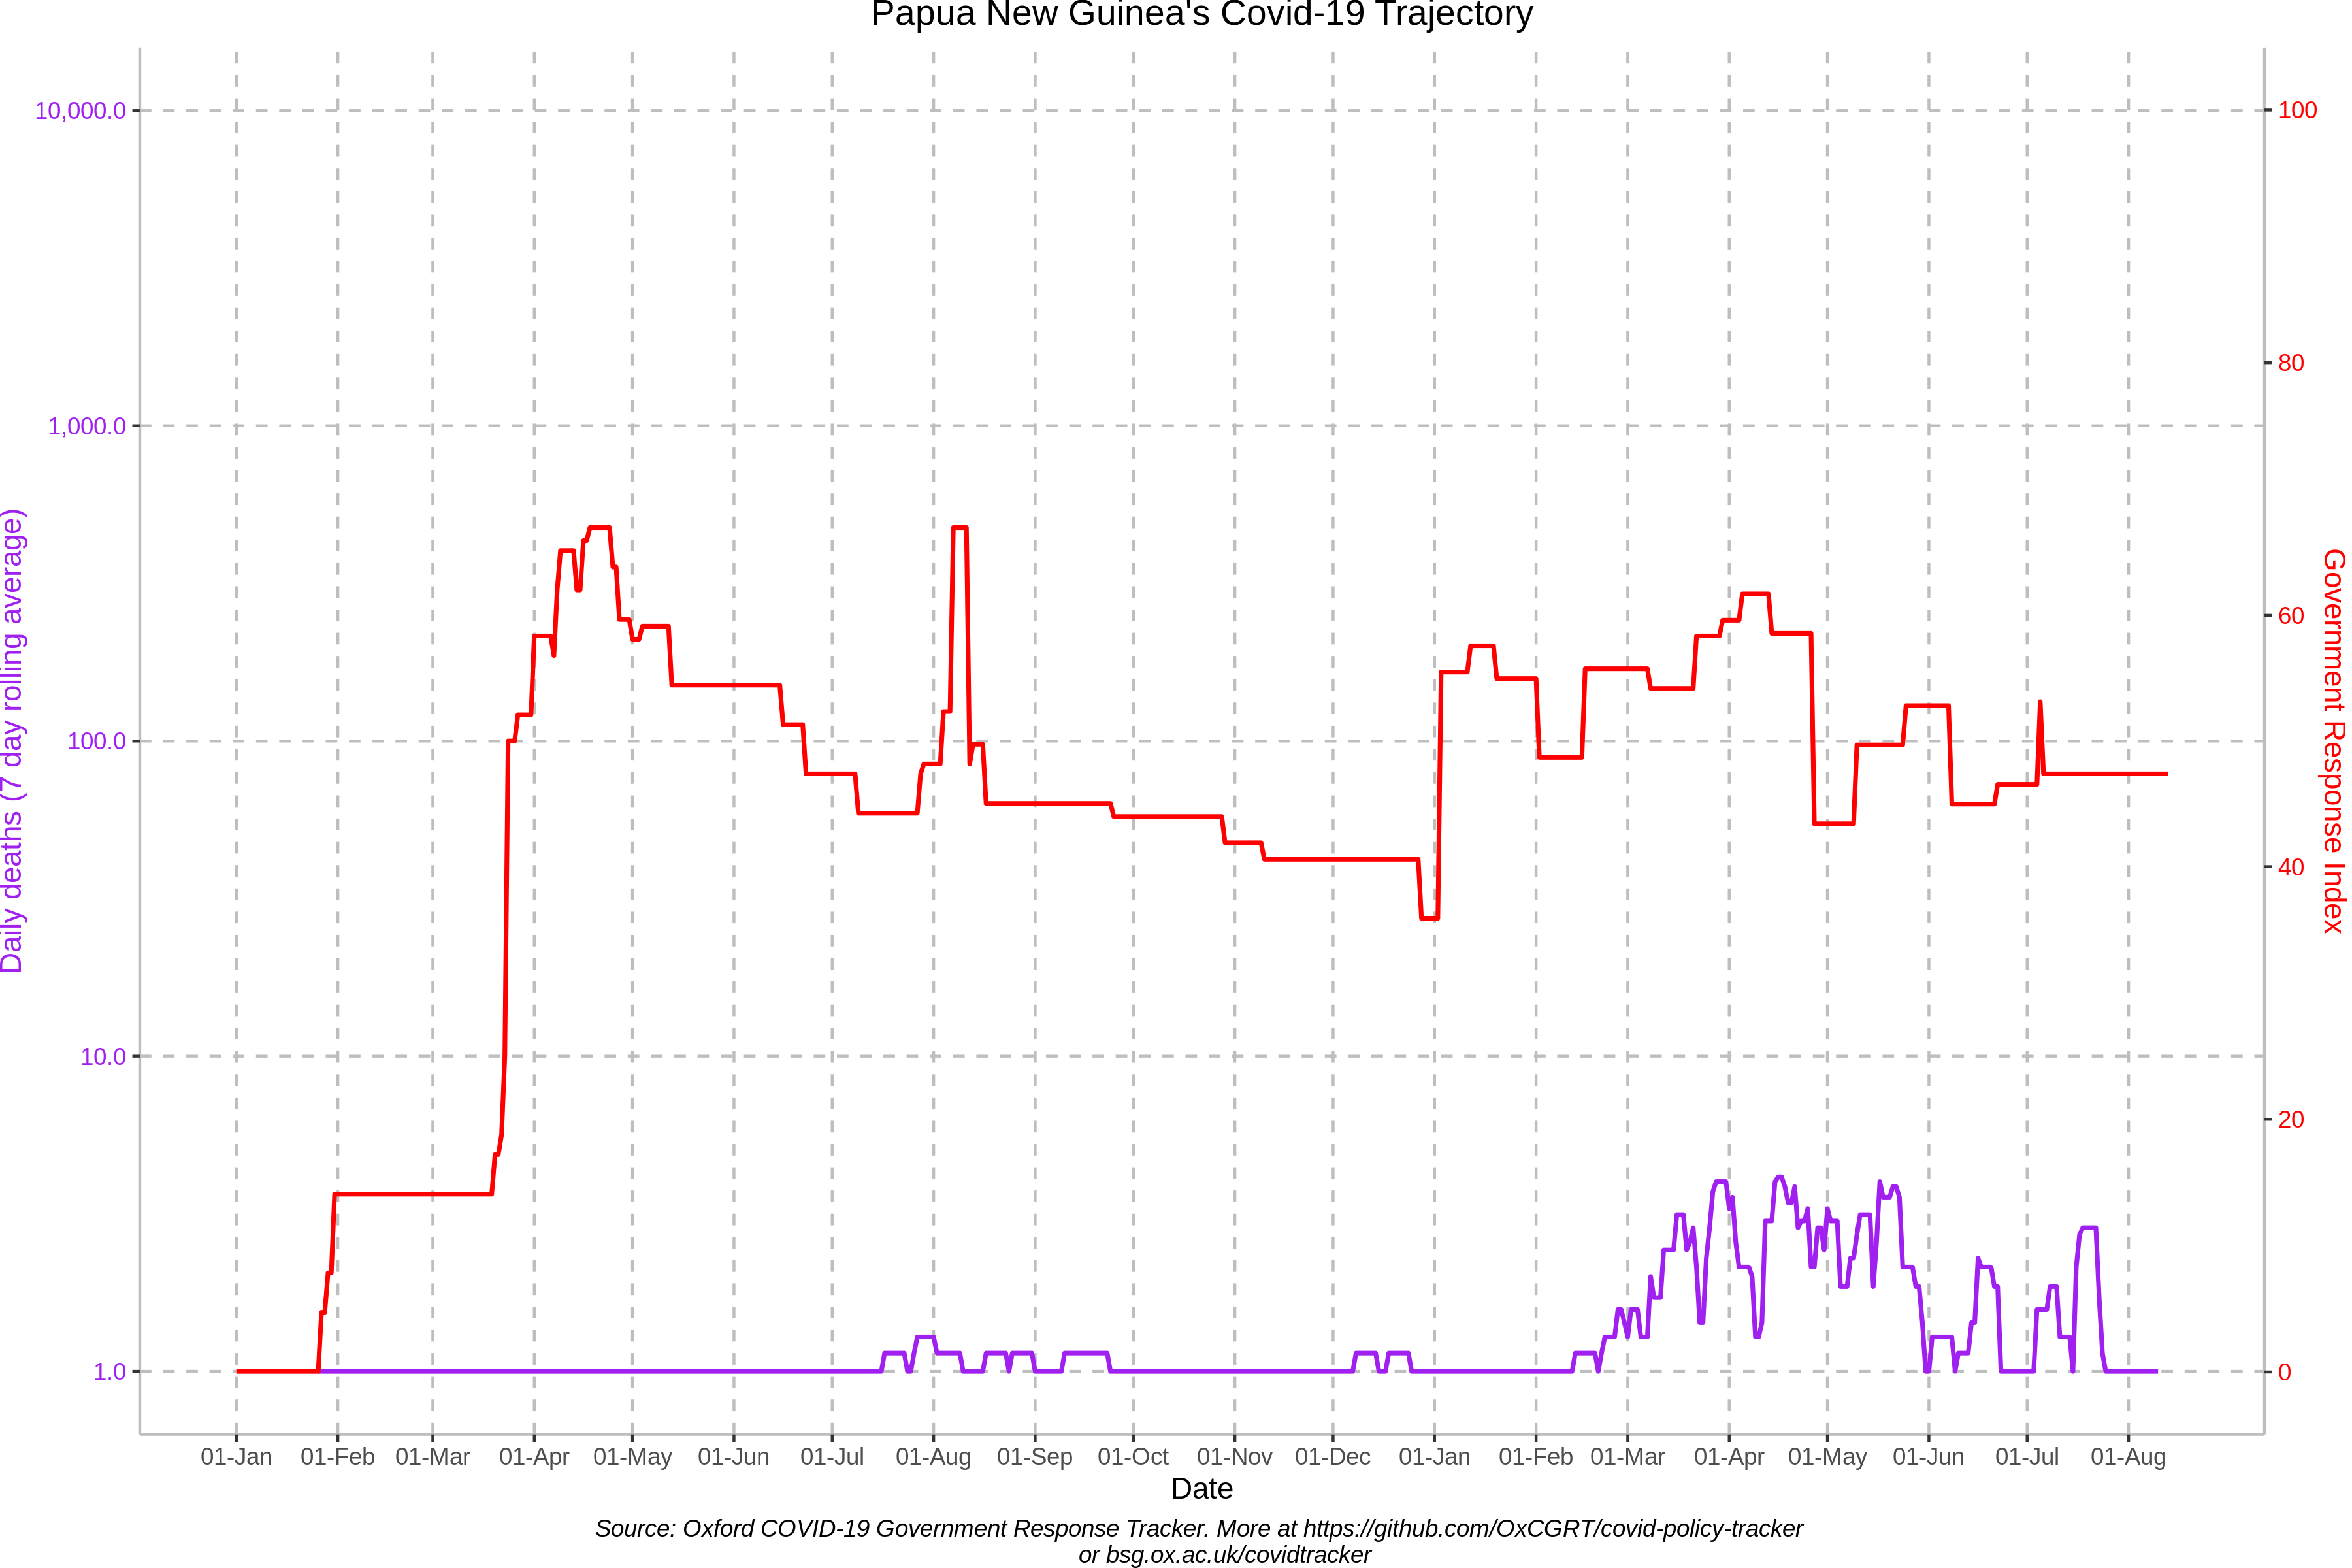 Papua New Guinea's Covid-19 Trajectory
10,000.0
1,000.0
100.0
10.0
1.0
Daily deaths (7 day rolling average)
100
80
60
40
20
0
Government Response Index
01-Jan 01-Feb 01-Mar 01-Apr 01-May 01-Jun 01-Jul 01-Aug 01-Sep 01-Oct 01-Nov 01-Dec 01-Jan 01-Feb 01-Mar 01-Apr 01-May 01-Jun 01-Jul 01-Aug
Date
Source: Oxford COVID-19 Government Response Tracker. More at https://github.com/OxCGRT/covid-policy-tracker
or bsg.ox.ac.uk/covidtracker